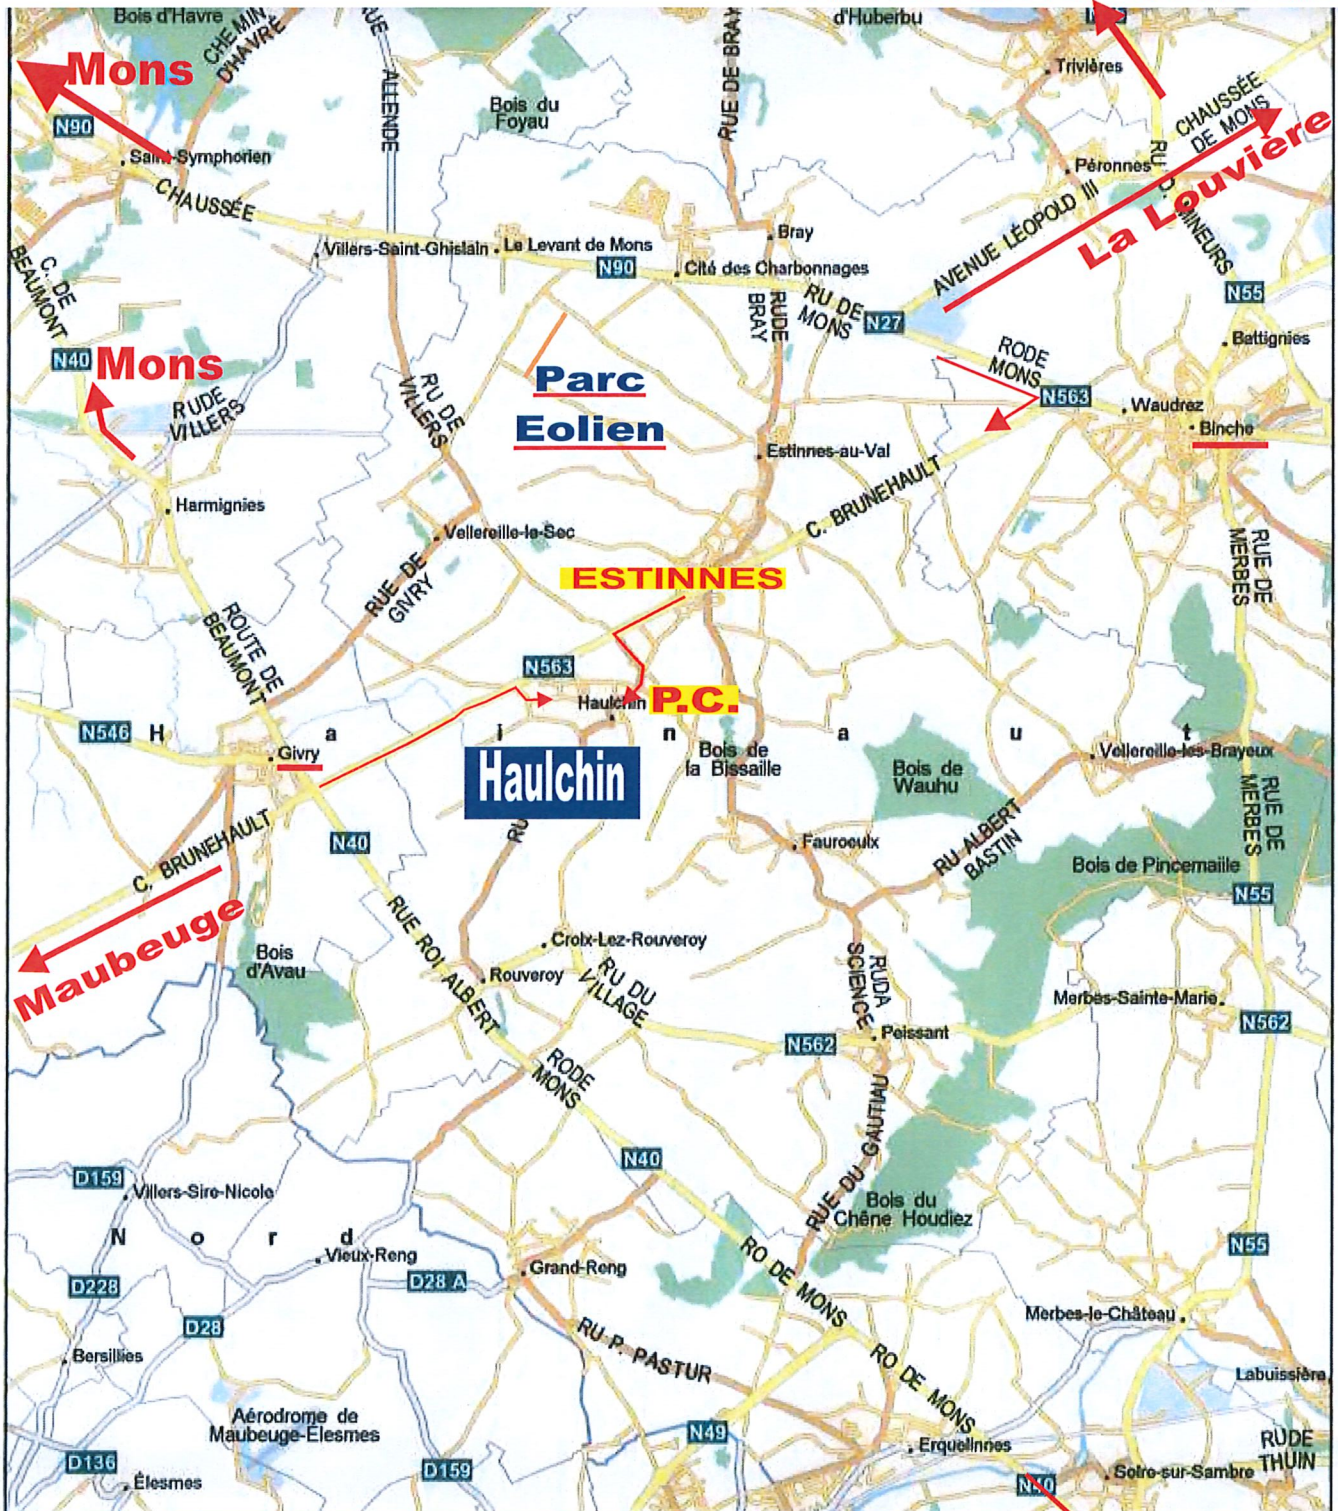 Bois d'Havre
CHEMIN
D'HAVRÉ
RUE
ALLENDE
Bois du
Foyau
RUE DE BRAY
d'Huberbu
Trivières
CHAUSSÉE
DE MONS
Mons
N90
Saint-Symphorien
CHAUSSÉE
Péronnes
La Louvière
RU D. MINEURS
AVENUE LÉOPOLD III
C. DE
BEAUMONT
Villers-Saint-Ghislain
Le Levant de Mons
N90
Bray
Cité des Charbonnages
RU DE
MONS
N27
N55
RUDE
BRAY
Battignies
N40
Mons
RUDE
VILLERS
RU DE
VILLERS
Parc
Eolien
RODE
MONS
N563
Waudrez
Binche
Estinnes-au-Val
C. BRUNEHAULT
Harmignies
Vellereille-le-Sec
RUE DE
GIVRY
ESTINNES
RUE DE
MERBES
ROUTE DE
BEAUMONT
N563
Haulchin
P.C.
N546
H a i n a u t
Givry
Haulchin
Bois de
la Bissaille
Bois de
Wauhu
Vellereille-les-Brayeux
RUE DE
MERBES
RU
N40
C. BRUNEHAULT
Fauroeulx
RU ALBERT
BASTIN
Bois de Pincemaille
N55
Maubeuge
Bois
d'Avau
RUE ROI ALBERT
Croix-Lez-Rouveroy
Rouveroy
RU DU
VILLAGE
RUDA
SCIENCE
Merbes-Sainte-Marie
N562
Peissant
N562
RODE
MONS
RUE DU GAUTIAU
N40
D159
Villers-Sire-Nicole
N o r d
Vieux-Reng
Bois du
Chêne Houdiez
N55
D228
D28 A
Grand-Reng
RO DE MONS
D28
Merbes-le-Château
Bersillies
RU P. PASTUR
RO DE MONS
Labuissière
Aérodrome de
Maubeuge-Élesmes
N49
Erquelinnes
RUDE
THUIN
D136
Élesmes
D159
N40
Solre-sur-Sambre